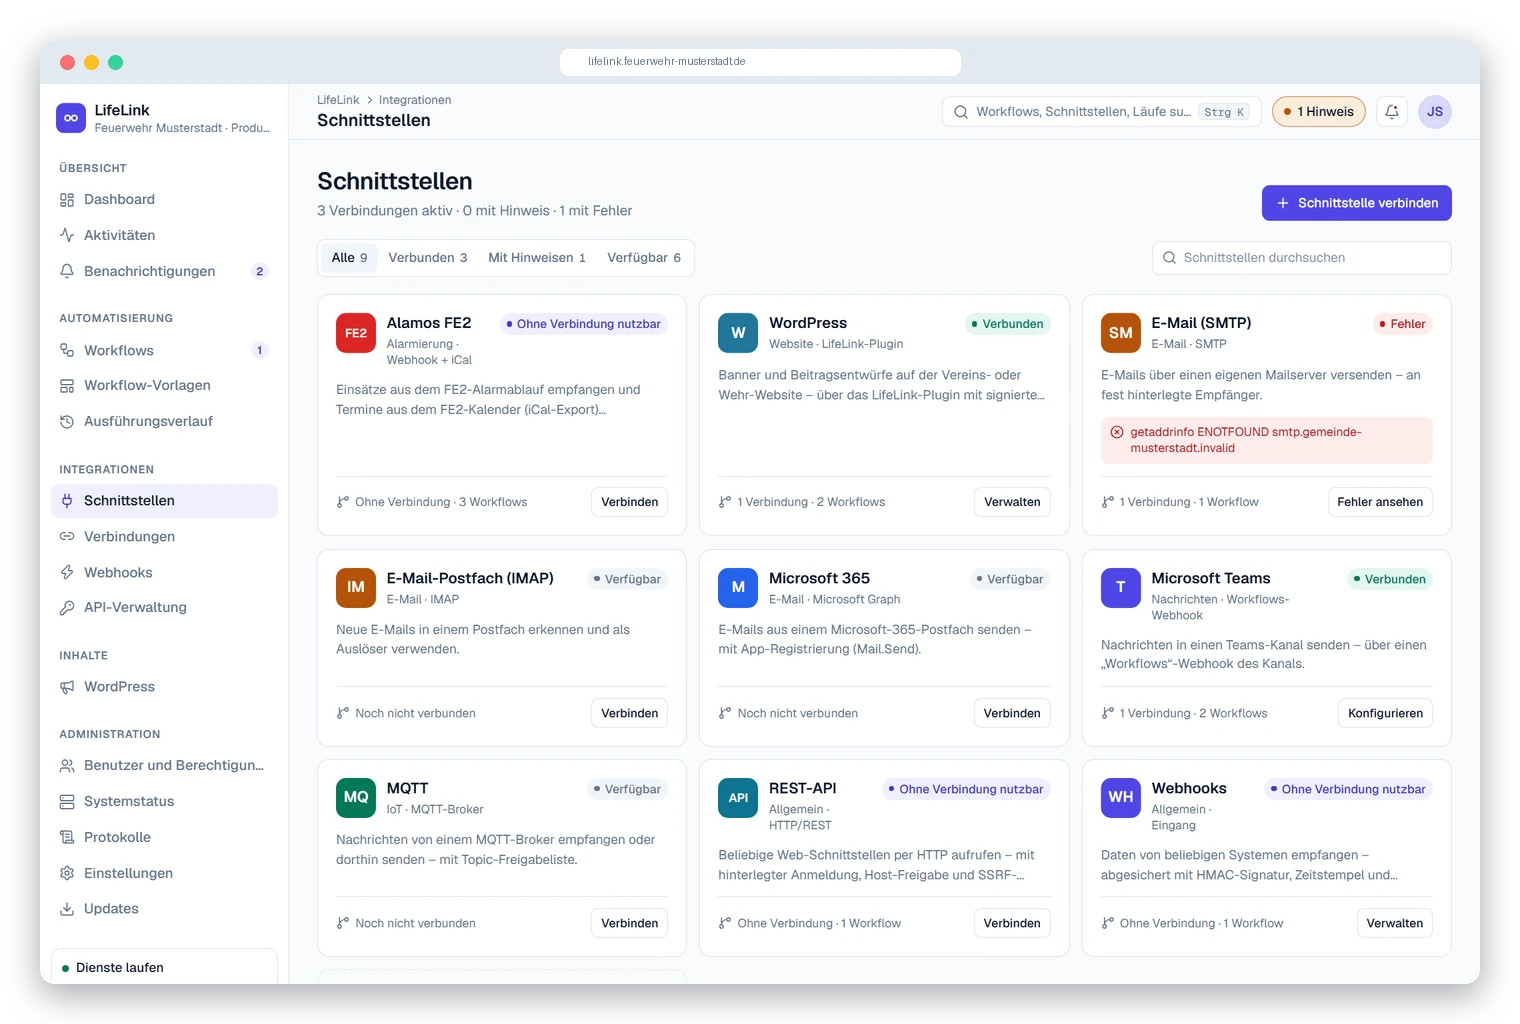 lifelink.feuerwehr-musterstadt.de
LifeLink
Feuerwehr Musterstadt · Produ...
ÜBERSICHT
Dashboard
Aktivitäten
Benachrichtigungen 2
AUTOMATISIERUNG
Workflows 1
Workflow-Vorlagen
Ausführungsverlauf
INTEGRATIONEN
Schnittstellen
Verbindungen
Webhooks
API-Verwaltung
INHALTE
WordPress
ADMINISTRATION
Benutzer und Berechtigun...
Systemstatus
Protokolle
Einstellungen
Updates
Dienste laufen
LifeLink > Integrationen
Schnittstellen
Workflows, Schnittstellen, Läufe su... Strg K
1 Hinweis
JS
Schnittstellen
3 Verbindungen aktiv · 0 mit Hinweis · 1 mit Fehler
+ Schnittstelle verbinden
Alle 9 Verbunden 3 Mit Hinweisen 1 Verfügbar 6
Schnittstellen durchsuchen
FE2
Alamos FE2
Ohne Verbindung nutzbar
Alarmierung ·
Webhook + iCal
Einsätze aus dem FE2-Alarmablauf empfangen und
Termine aus dem FE2-Kalender (iCal-Export)...
Ohne Verbindung · 3 Workflows
Verbinden
W
WordPress
Verbunden
Website · LifeLink-Plugin
Banner und Beitragsentwürfe auf der Vereins- oder
Wehr-Website – über das LifeLink-Plugin mit signierte...
1 Verbindung · 2 Workflows
Verwalten
SM
E-Mail (SMTP)
Fehler
E-Mail · SMTP
E-Mails über einen eigenen Mailserver versenden – an
fest hinterlegte Empfänger.
getaddrinfo ENOTFOUND smtp.gemeinde-
musterstadt.invalid
1 Verbindung · 1 Workflow
Fehler ansehen
IM
E-Mail-Postfach (IMAP)
Verfügbar
E-Mail · IMAP
Neue E-Mails in einem Postfach erkennen und als
Auslöser verwenden.
Noch nicht verbunden
Verbinden
M
Microsoft 365
Verfügbar
E-Mail · Microsoft Graph
E-Mails aus einem Microsoft-365-Postfach senden –
mit App-Registrierung (Mail.Send).
Noch nicht verbunden
Verbinden
T
Microsoft Teams
Verbunden
Nachrichten · Workflows-
Webhook
Nachrichten in einen Teams-Kanal senden – über einen
„Workflows“-Webhook des Kanals.
1 Verbindung · 2 Workflows
Konfigurieren
MQ
MQTT
Verfügbar
IoT · MQTT-Broker
Nachrichten von einem MQTT-Broker empfangen oder
dorthin senden – mit Topic-Freigabeliste.
Noch nicht verbunden
Verbinden
API
REST-API
Ohne Verbindung nutzbar
Allgemein ·
HTTP/REST
Beliebige Web-Schnittstellen per HTTP aufrufen – mit
hinterlegter Anmeldung, Host-Freigabe und SSRF-...
Ohne Verbindung · 1 Workflow
Verbinden
WH
Webhooks
Ohne Verbindung nutzbar
Allgemein ·
Eingang
Daten von beliebigen Systemen empfangen –
abgesichert mit HMAC-Signatur, Zeitstempel und...
Ohne Verbindung · 1 Workflow
Verwalten